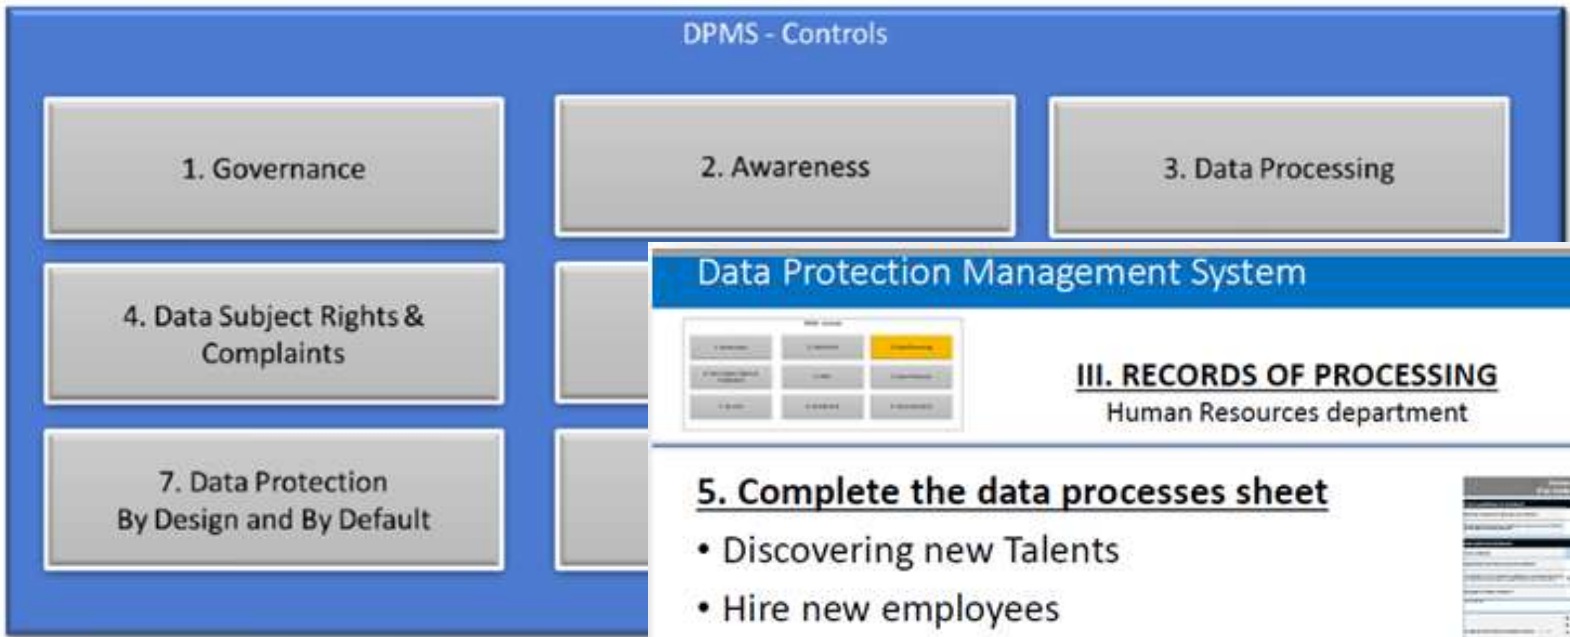 DPMS - Controls
1. Governance
2. Awareness
3. Data Processing
4. Data Subject Rights &
Complaints
7. Data Protection
By Design and By Default
Data Protection Management System
III. RECORDS OF PROCESSING
Human Resources department
5. Complete the data processes sheet
• Discovering new Talents
• Hire new employees